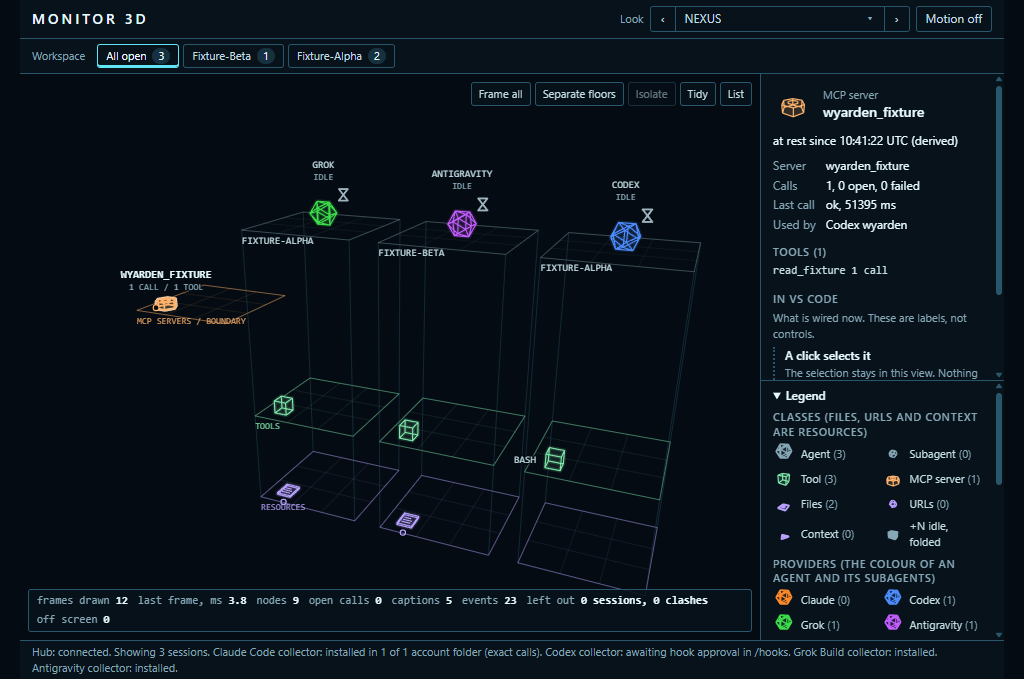 MONITOR 3D
Look ‹ NEXUS › Motion off
Workspace All open 3 Fixture-Beta 1 Fixture-Alpha 2
Frame all Separate floors Isolate Tidy List
GROK
IDLE
ANTIGRAVITY
IDLE
CODEX
IDLE
FIXTURE-ALPHA
FIXTURE-BETA
FIXTURE-ALPHA
WYARDEN_FIXTURE
1 CALL / 1 TOOL
MCP SERVERS / BOUNDARY
TOOLS
BASH
RESOURCES
frames drawn 12 last frame, ms 3.8 nodes 9 open calls 0 captions 5 events 23 left out 0 sessions, 0 clashes
off screen 0
MCP server
wyarden_fixture
at rest since 10:41:22 UTC (derived)
Server wyarden_fixture
Calls 1, 0 open, 0 failed
Last call ok, 51395 ms
Used by Codex wyarden
TOOLS (1)
read_fixture 1 call
IN VS CODE
What is wired now. These are labels, not
controls.
A click selects it
The selection stays in this view. Nothing
▼ Legend
CLASSES (FILES, URLS AND CONTEXT
ARE RESOURCES)
Agent (3) Subagent (0)
Tool (3) MCP server (1)
Files (2) URLs (0)
Context (0) +N idle,
folded
PROVIDERS (THE COLOUR OF AN
AGENT AND ITS SUBAGENTS)
Claude (0) Codex (1)
Grok (1) Antigravity (1)
Hub: connected. Showing 3 sessions. Claude Code collector: installed in 1 of 1 account folder (exact calls). Codex collector: awaiting hook approval in /hooks. Grok Build collector: installed.
Antigravity collector: installed.